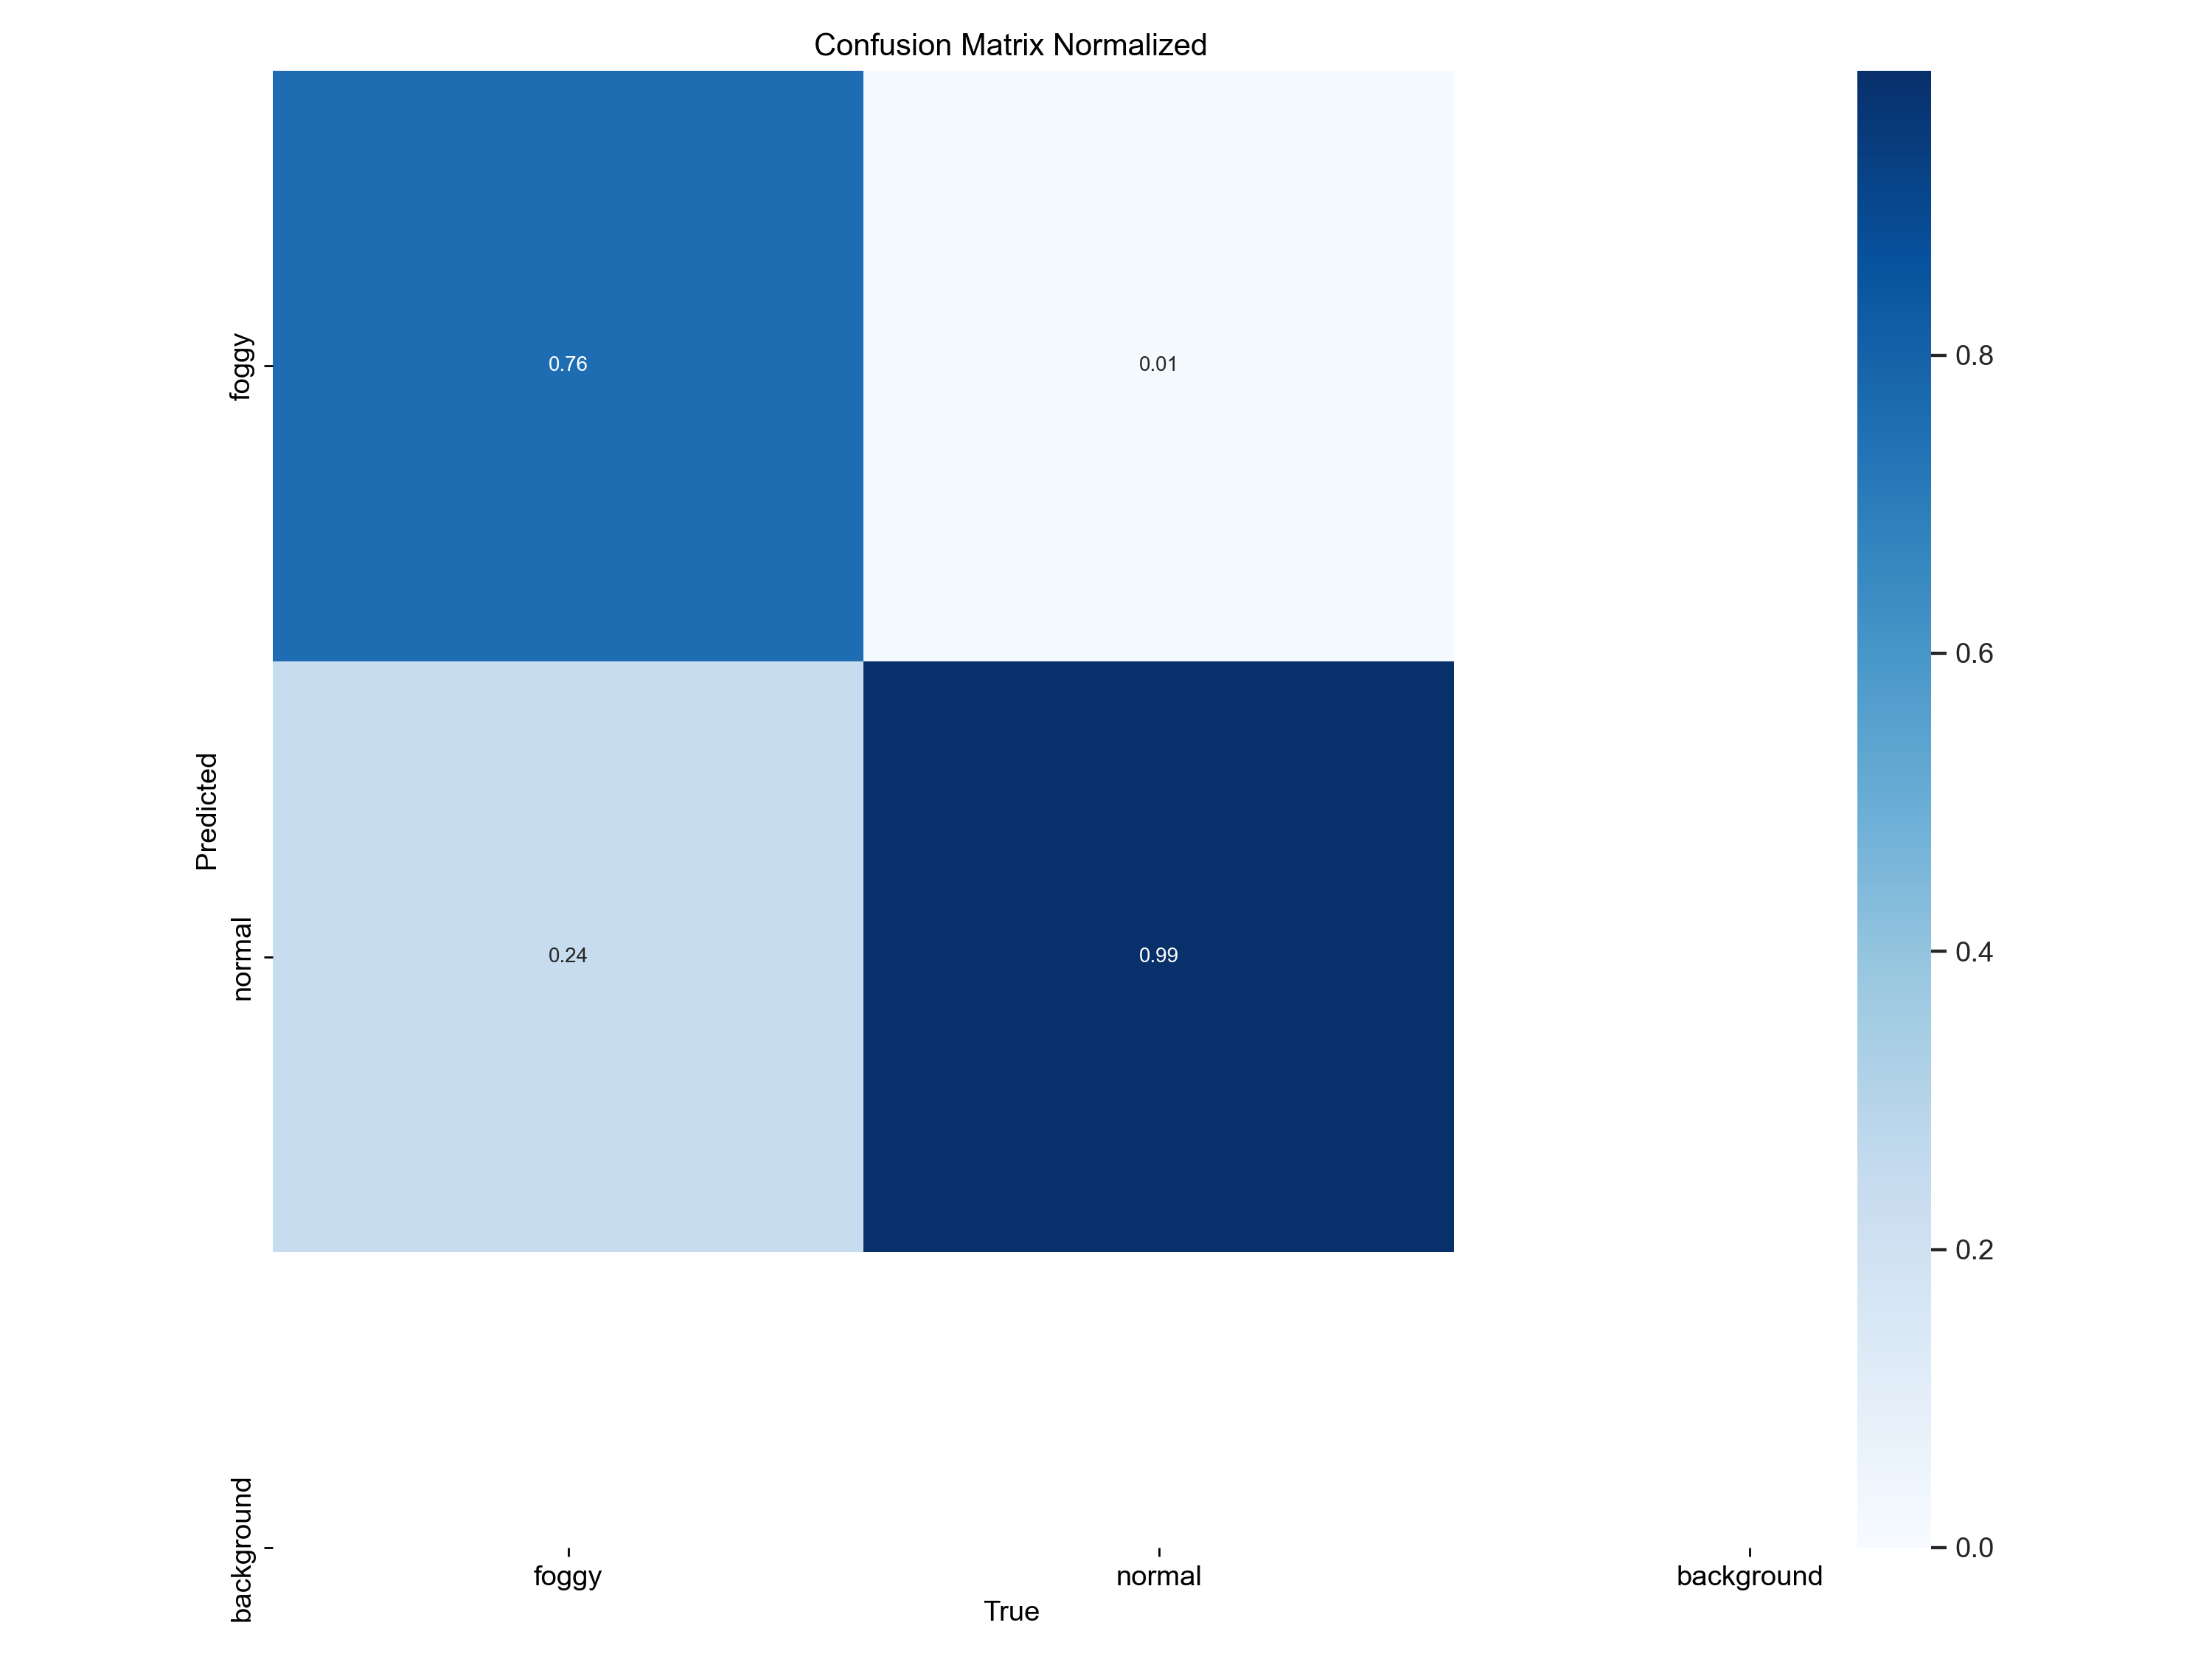 Confusion Matrix Normalized
foggy
0.76
0.01
0.8
0.6
Predicted
normal
0.24
0.99
0.4
0.2
background
0.0
foggy
normal
background
True